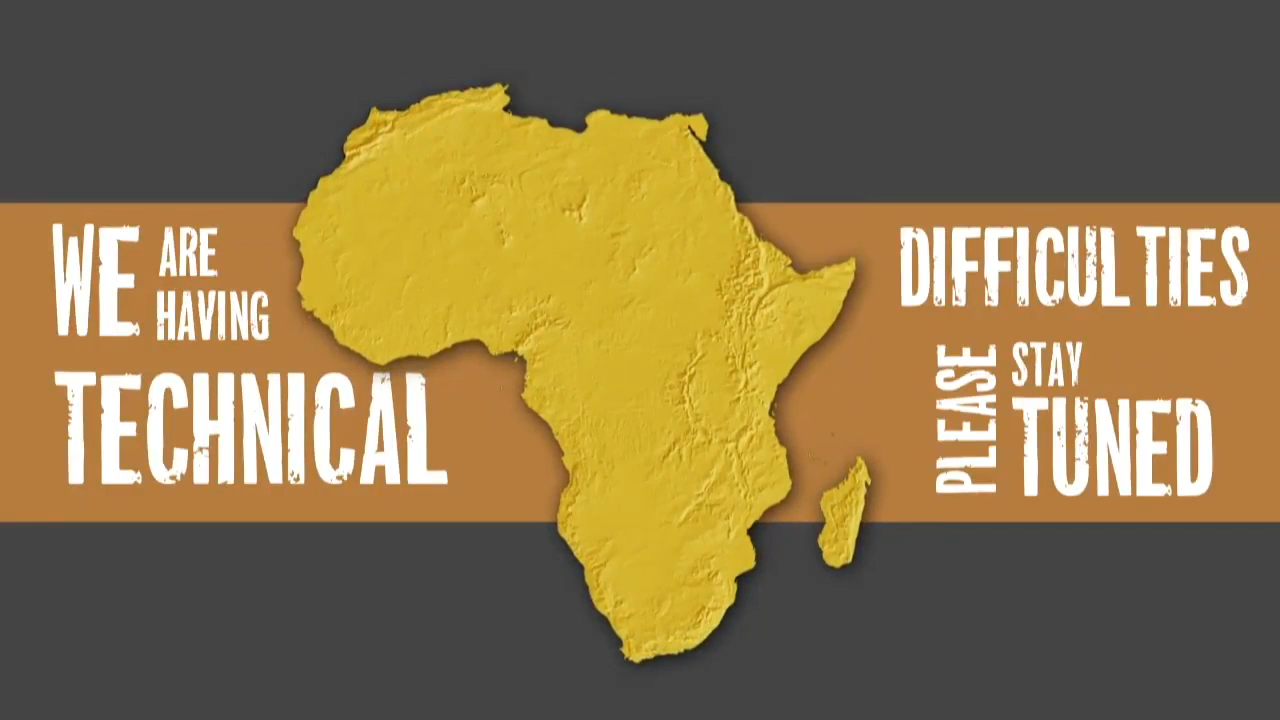 WE ARE
HAVING
TECHNICAL
DIFFICULTIES
PLEASE
STAY
TUNED